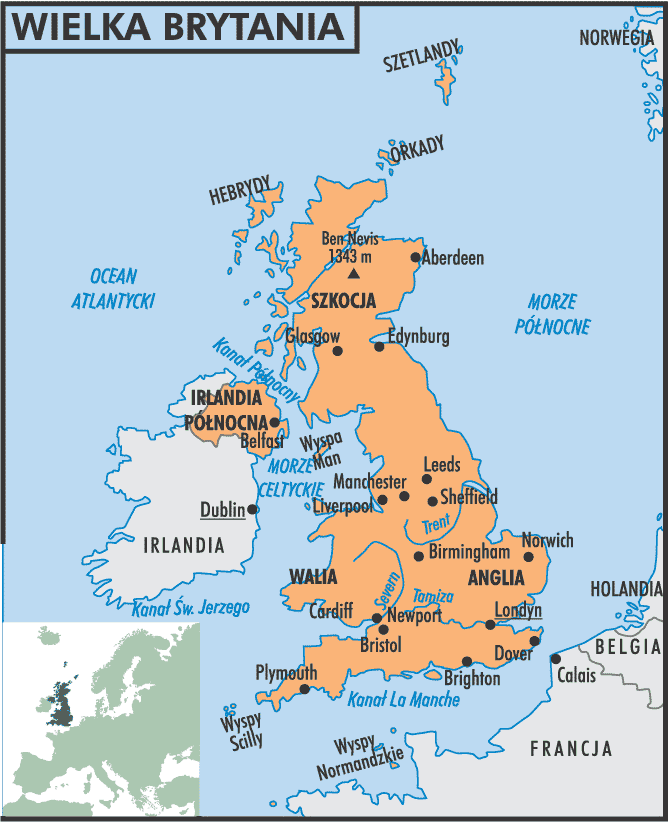 WIELKA BRYTANIA
NORWEGIA
SZETLANDY
ORKADY
HEBRYDY
Ben Nevis
1343 m
Aberdeen
OCEAN
ATLANTYCKI
SZKOCJA
MORZE
PÓŁNOCNE
Glasgow
Edynburg
Kanał Północny
IRLANDIA
PÓŁNOCNA
Belfast
Wyspa
Man
MORZE
CELTYCKIE
Leeds
Manchester
Sheffield
Liverpool
Dublin
Trent
IRLANDIA
Birmingham
Norwich
WALIA
ANGLIA
Severn
Tamiza
HOLANDIA
Kanał Św. Jerzego
Cardiff
Newport
Londyn
Bristol
Dover
BELGIA
Plymouth
Brighton
Calais
Kanał La Manche
Wyspy
Scilly
Wyspy
Normandzkie
FRANCJA